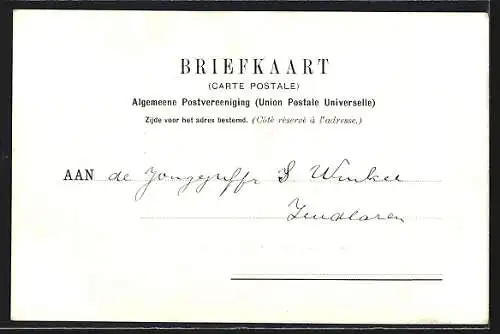 BRIEFKAART
(CARTE POSTALE)
Algemeene Postvereeniging (Union Postale Universelle)
Zijde voor het adres bestemd. (Côté réservé à l'adresse.)
AAN de Jongejuffr S Winkel
Zuidlaren